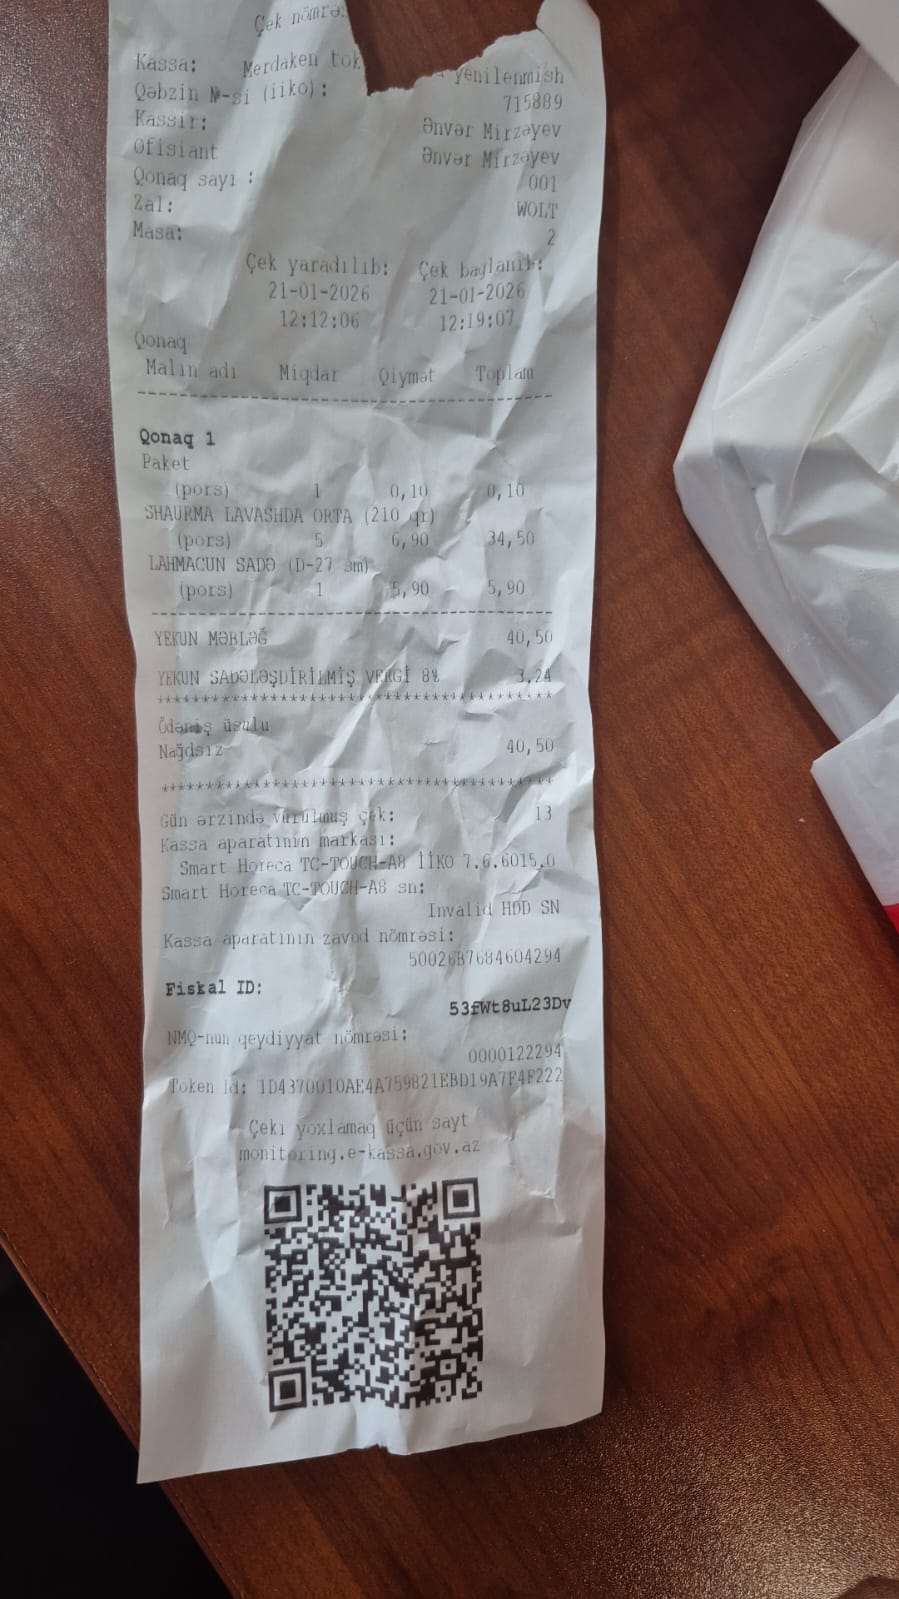 Çek nömrəs
Kassa: Merdaken tok yenilenmish
Qəbzin №-si (iiko): 715889
Kassir: Ənvər Mirzəyev
Ofisiant Ənvər Mirzəyev
Qonaq sayı : 001
Zal: WOLT
Masa: 2
Çek yaradılıb: Çek baglanıb:
21-01-2026 21-01-2026
12:12:06 12:19:07
Qonaq
Malın adı Miqdar Qiymət Toplam
Qonaq 1
Paket
(pors) 1 0,10 0,10
SHAURMA LAVASHDA ORTA (210 qr)
(pors) 5 6,90 34,50
LAHMACUN SADƏ (D-27 sm)
(pors) 1 5,90 5,90
YEKUN MƏBLƏĞ 40,50
YEKUN SADƏLƏŞDİRİLMİŞ VERGİ 8% 3,24
****************************************
Ödəniş üsulu
Nağdsız 40,50
****************************************
Gün ərzində vurulmuş çek: 13
Kassa aparatının markası:
Smart Horeca TC-TOUCH-A8 İİKO 7.6.6015.0
Smart Horeca TC-TOUCH-A8 sn:
Invalid HDD SN
Kassa aparatının zavod nömrəsi:
50026B7684604294
Fiskal ID:
53fWt8uL23Dv
NMQ-nun qeydiyyat nömrəsi:
0000122294
Token Id: 1D4370010AE4A759821EBD19A7F4F222
Çeki yoxlamaq üçün sayt
monitoring.e-kassa.gov.az